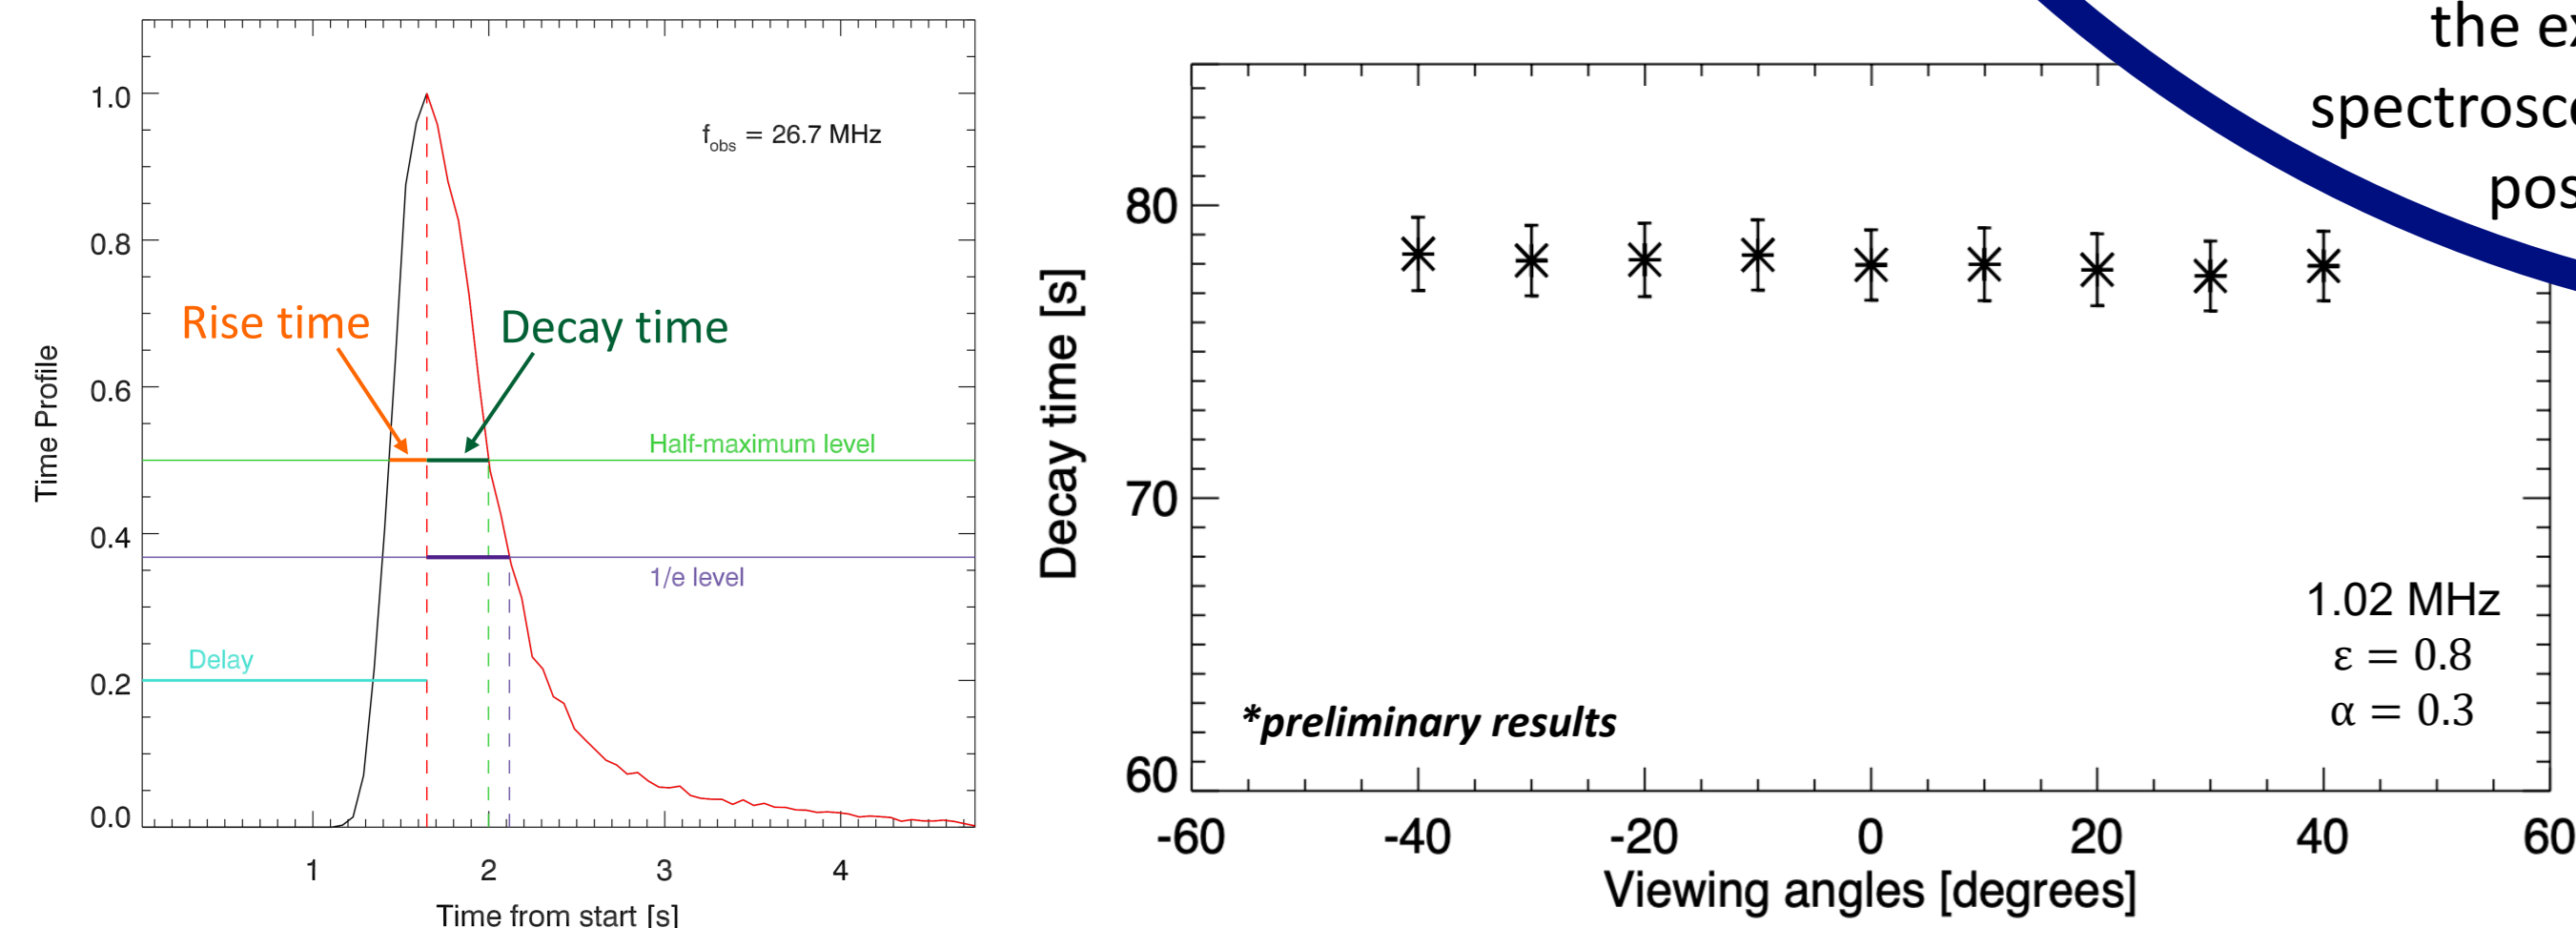 1.0
0.8
0.6
0.4
0.2
0.0
Time Profile
f_obs = 26.7 MHz
Rise time
Decay time
Half-maximum level
1/e level
Delay
1 2 3 4
Time from start [s]
80
70
60
Decay time [s]
1.02 MHz
ε = 0.8
α = 0.3
*preliminary results
-60 -40 -20 0 20 40 60
Viewing angles [degrees]
the